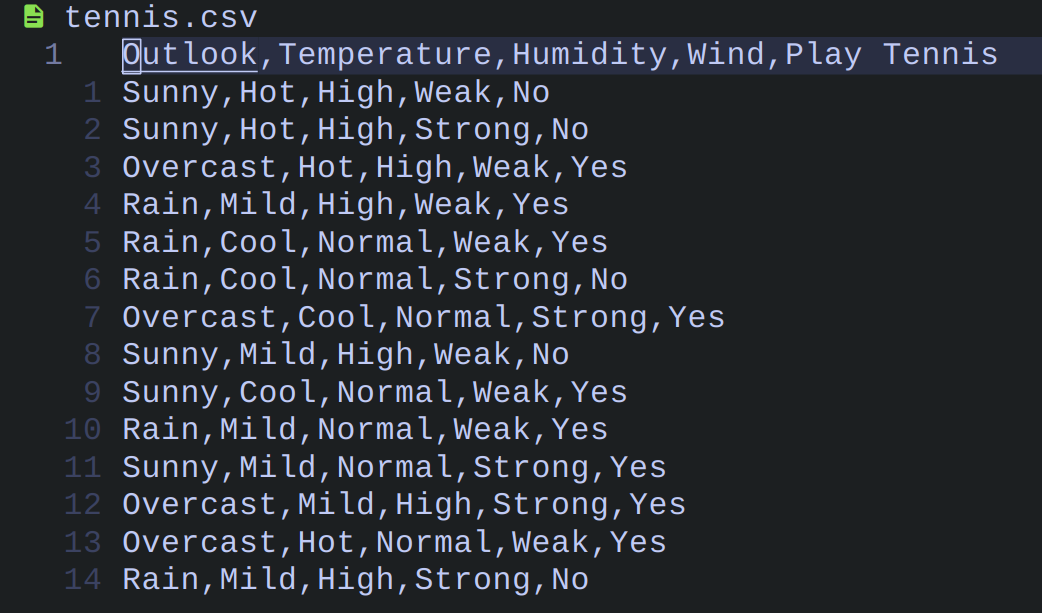 tennis.csv
1 Outlook,Temperature,Humidity,Wind,Play Tennis
1 Sunny,Hot,High,Weak,No
2 Sunny,Hot,High,Strong,No
3 Overcast,Hot,High,Weak,Yes
4 Rain,Mild,High,Weak,Yes
5 Rain,Cool,Normal,Weak,Yes
6 Rain,Cool,Normal,Strong,No
7 Overcast,Cool,Normal,Strong,Yes
8 Sunny,Mild,High,Weak,No
9 Sunny,Cool,Normal,Weak,Yes
10 Rain,Mild,Normal,Weak,Yes
11 Sunny,Mild,Normal,Strong,Yes
12 Overcast,Mild,High,Strong,Yes
13 Overcast,Hot,Normal,Weak,Yes
14 Rain,Mild,High,Strong,No